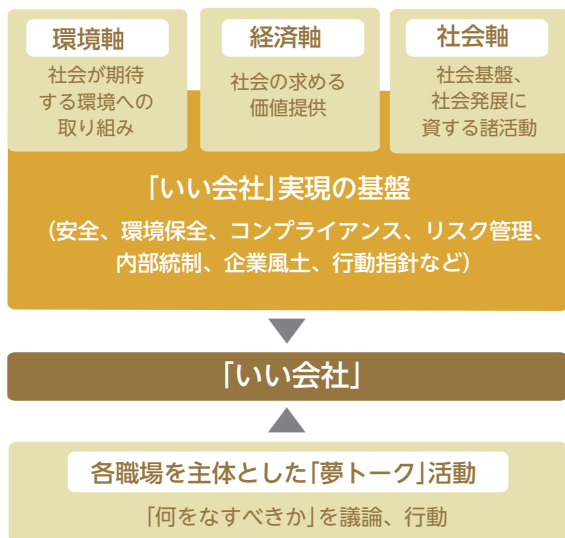 環境軸
社会が期待
する環境への
取り組み
経済軸
社会の求める
価値提供
社会軸
社会基盤、
社会発展に
資する諸活動
「いい会社」実現の基盤
（安全、環境保全、コンプライアンス、リスク管理、
内部統制、企業風土、行動指針など）
「いい会社」
各職場を主体とした「夢トーク」活動
「何をなすべきか」を議論、行動